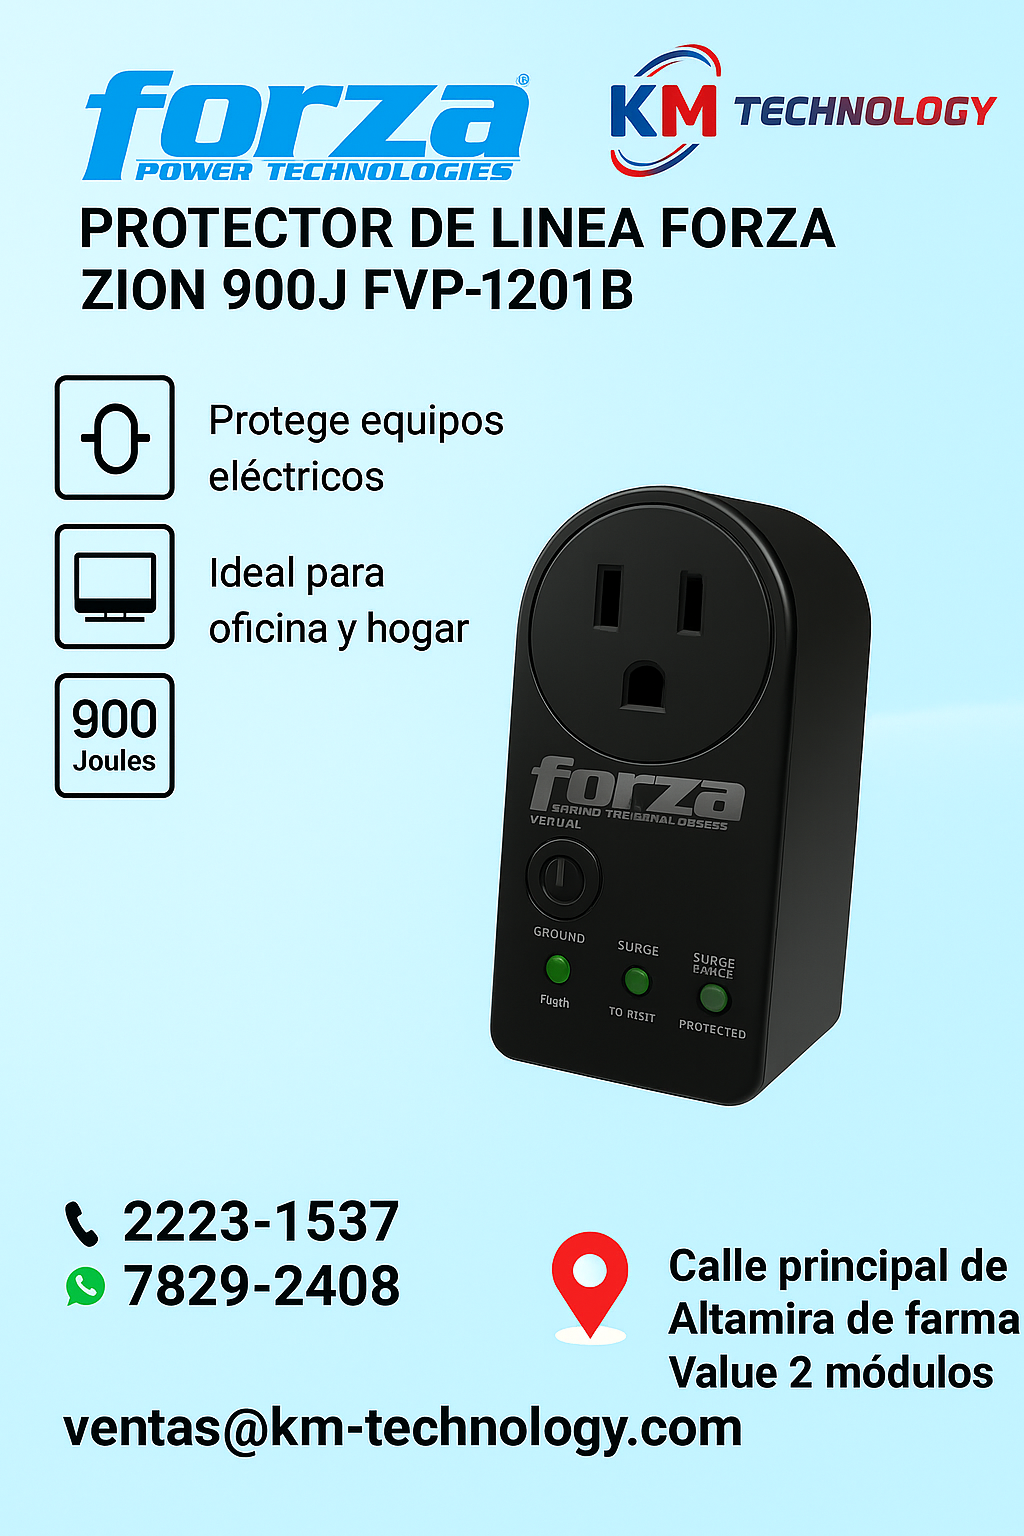 forza®
POWER TECHNOLOGIES
KM TECHNOLOGY
PROTECTOR DE LINEA FORZA
ZION 900J FVP-1201B
Protege equipos
eléctricos
Ideal para
oficina y hogar
900
Joules
forza
SARIND OBSESS
VERUAL
GROUND
SURGE
SURGE
Fugth
TO RISIT
PROTECTED
2223-1537
7829-2408
Calle principal de
Altamira de farma
Value 2 módulos
ventas@km-technology.com